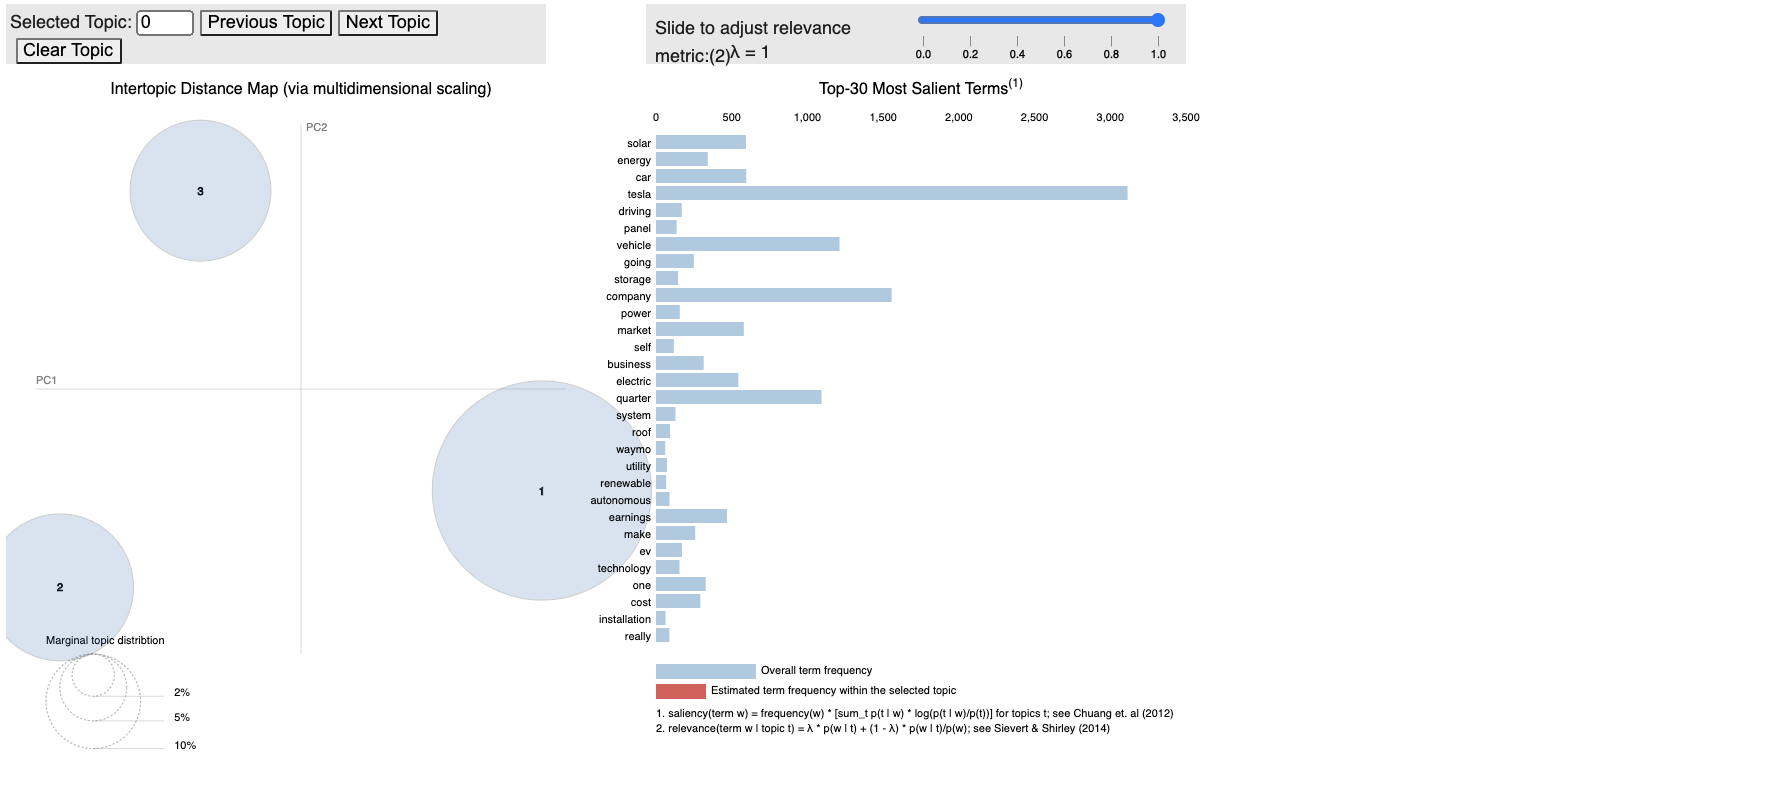 Selected Topic: 0 Previous Topic Next Topic
Clear Topic
Slide to adjust relevance
metric:(2)λ = 1
0.0 0.2 0.4 0.6 0.8 1.0
Intertopic Distance Map (via multidimensional scaling)
PC2
PC1
3
1
2
Marginal topic distribtion
2%
5%
10%
Top-30 Most Salient Terms(1)
0 500 1,000 1,500 2,000 2,500 3,000 3,500
solar
energy
car
tesla
driving
panel
vehicle
going
storage
company
power
market
self
business
electric
quarter
system
roof
waymo
utility
renewable
autonomous
earnings
make
ev
technology
one
cost
installation
really
Overall term frequency
Estimated term frequency within the selected topic
1. saliency(term w) = frequency(w) * [sum_t p(t | w) * log(p(t | w)/p(t))] for topics t; see Chuang et. al (2012)
2. relevance(term w | topic t) = λ * p(w | t) + (1 - λ) * p(w | t)/p(w); see Sievert & Shirley (2014)